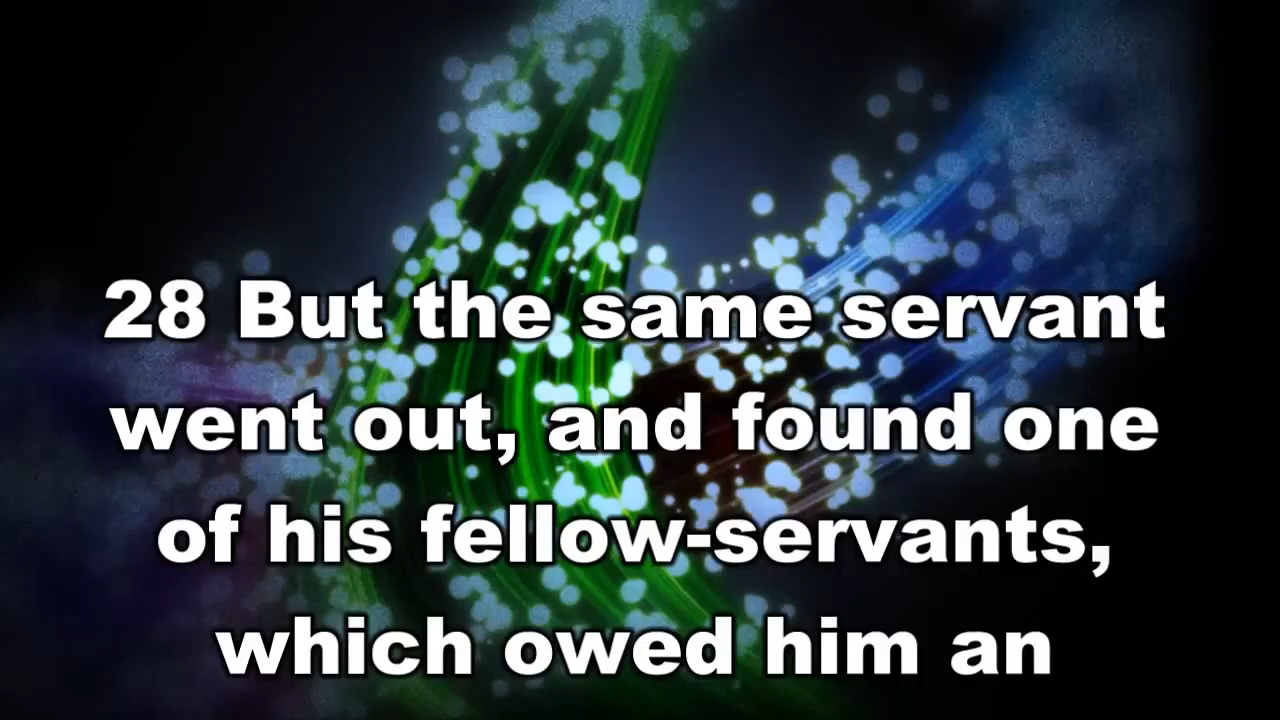 28 But the same servant
went out, and found one
of his fellow-servants,
which owed him an